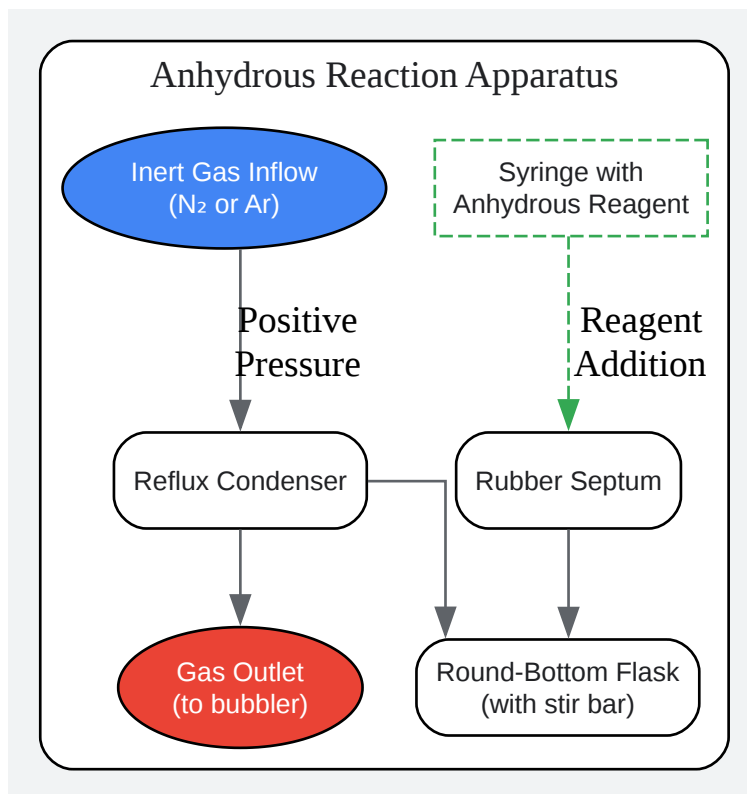 Anhydrous Reaction Apparatus
Inert Gas Inflow
(N₂ or Ar)
Syringe with
Anhydrous Reagent
Positive
Pressure
Reagent
Addition
Reflux Condenser
Rubber Septum
Gas Outlet
(to bubbler)
Round-Bottom Flask
(with stir bar)